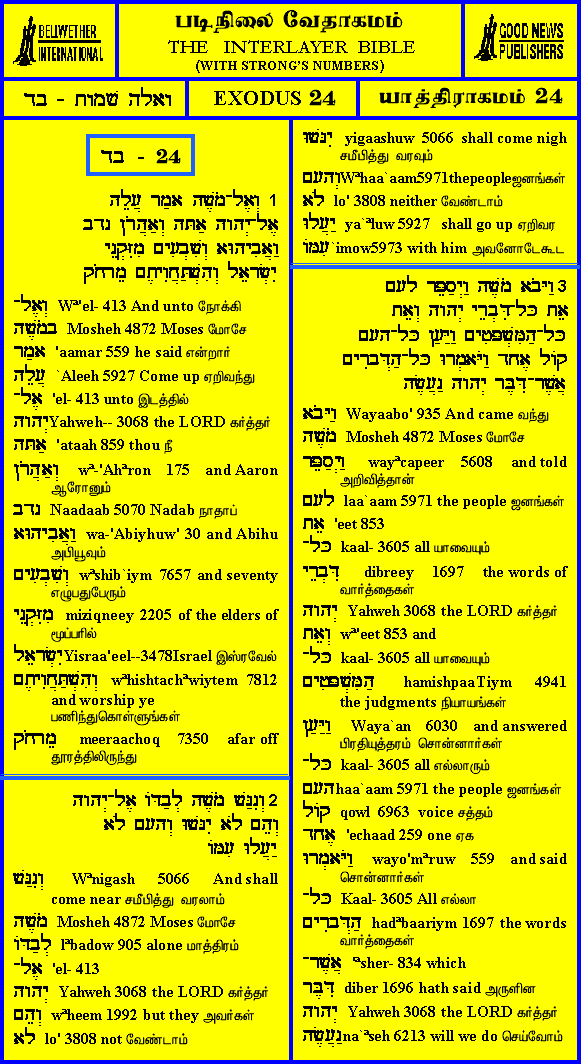 BELLWETHER
INTERNATIONAL
படிநிலை வேதாகமம்
THE INTERLAYER BIBLE
(WITH STRONG'S NUMBERS)
GOOD NEWS
PUBLISHERS
ואלה שמות - בד
EXODUS 24
யாத்திராகமம் 24
בד - 24
1 וְאֶל־מֹשֶׁה אָמַר עֲלֵה
אֶל־יְהוָה אַתָּה וְאַהֲרֹן נָדָב
וַאֲבִיהוּא וְשִׁבְעִים מִזִּקְנֵי
יִשְׂרָאֵל וְהִשְׁתַּחֲוִיתֶם מֵרָחֹק
וְאֶל־ Wᵃ'el- 413 And unto நோக்கி
במֹשֶׁה Mosheh 4872 Moses மோசே
אָמַר 'aamar 559 he said என்றார்
עֲלֵה `Aleeh 5927 Come up ஏறிவந்து
אֶל־ 'el- 413 unto இடத்தில்
יְהוָה Yahweh-- 3068 the LORD கர்த்தர்
אַתָּה 'ataah 859 thou நீ
וְאַהֲרֹן wᵃ-'Ahᵃron 175 and Aaron
ஆரோனும்
נָדָב Naadaab 5070 Nadab நாதாப்
וַאֲבִיהוּא wa-'Abiyhuw' 30 and Abihu
அபியூவும்
וְשִׁבְעִים wᵃshib`iym 7657 and seventy
எழுபதுபேரும்
מִזִּקְנֵי miziqneey 2205 of the elders of
மூப்பரில்
יִשְׂרָאֵל Yisraa'eel--3478Israel இஸ்ரவேல்
וְהִשְׁתַּחֲוִיתֶם wᵃhishtachᵃwiytem 7812
and worship ye
பணிந்துகொள்ளுங்கள்
מֵרָחֹק meeraachoq 7350 afar off
தூரத்திலிருந்து
2 וְנִגַּשׁ מֹשֶׁה לְבַדּוֹ אֶל־יְהוָה
וְהֵם לֹא יִגָּשׁוּ וְהָעָם לֹא
יַעֲלוּ עִמּוֹ
וְנִגַּשׁ Wᵃnigash 5066 And shall
come near சமீபித்து வரலாம்
מֹשֶׁה Mosheh 4872 Moses மோசே
לְבַדּוֹ lᵃbadow 905 alone மாத்திரம்
אֶל־ 'el- 413
יְהוָה Yahweh 3068 the LORD கர்த்தர்
וְהֵם wᵃheem 1992 but they அவர்கள்
לֹא lo' 3808 not வேண்டாம்
יִגָּשׁוּ yigaashuw 5066 shall come nigh
சமீபித்து வரவும்
וְהָעָם Wᵃhaa`aam5971thepeopleஜனங்கள்
לֹא lo' 3808 neither வேண்டாம்
יַעֲלוּ ya`ᵃluw 5927 shall go up ஏறிவர
עִמּוֹ `imow5973 with him அவனோடேகூட
3 וַיָּבֹא מֹשֶׁה וַיְסַפֵּר לָעָם
אֵת כָּל־דִּבְרֵי יְהוָה וְאֵת
כָּל־הַמִּשְׁפָּטִים וַיַּעַן כָּל־הָעָם
קוֹל אֶחָד וַיֹּאמְרוּ כָּל־הַדְּבָרִים
אֲשֶׁר־דִּבֶּר יְהוָה נַעֲשֶׂה
וַיָּבֹא Wayaabo' 935 And came வந்து
מֹשֶׁה Mosheh 4872 Moses மோசே
וַיְסַפֵּר wayᵃcapeer 5608 and told
அறிவித்தான்
לָעָם laa`aam 5971 the people ஜனங்கள்
אֵת 'eet 853
כָּל־ kaal- 3605 all யாவையும்
דִּבְרֵי dibreey 1697 the words of
வார்த்தைகள்
יְהוָה Yahweh 3068 the LORD கர்த்தர்
וְאֵת wᵃ'eet 853 and
כָּל־ kaal- 3605 all யாவையும்
הַמִּשְׁפָּטִים hamishpaaTiym 4941
the judgments நியாயங்கள்
וַיַּעַן Waya`an 6030 and answered
பிரதியுத்தரம் சொன்னார்கள்
כָּל־ kaal- 3605 all எல்லாரும்
הָעָם haa`aam 5971 the people ஜனங்கள்
קוֹל qowl 6963 voice சத்தம்
אֶחָד 'echaad 259 one ஏக
וַיֹּאמְרוּ wayo'mᵃruw 559 and said
சொன்னார்கள்
כָּל־ Kaal- 3605 All எல்லா
הַדְּבָרִים hadᵃbaariym 1697 the words
வார்த்தைகள்
אֲשֶׁר־ 'ᵃsher- 834 which
דִּבֶּר diber 1696 hath said அருளின
יְהוָה Yahweh 3068 the LORD கர்த்தர்
נַעֲשֶׂה na`ᵃseh 6213 will we do செய்வோம்